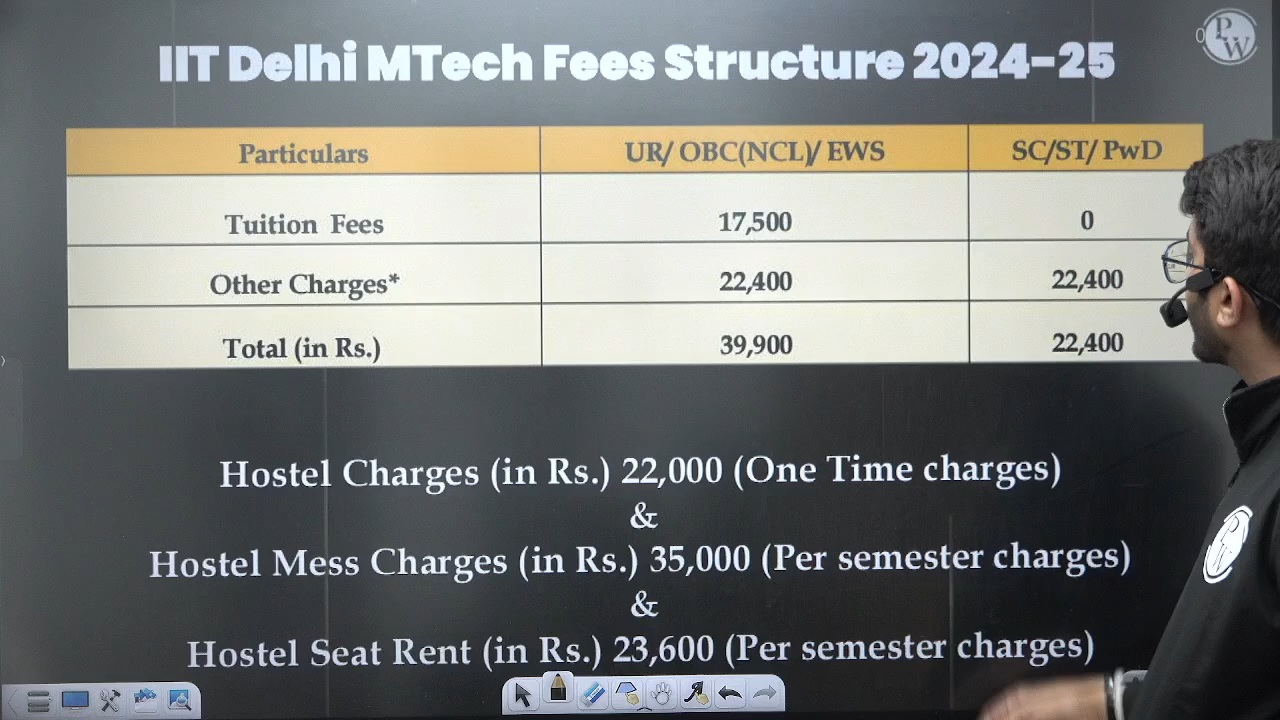 PW
IIT Delhi MTech Fees Structure 2024-25
Particulars UR/ OBC(NCL)/ EWS SC/ST/ PwD
Tuition Fees 17,500 0
Other Charges* 22,400 22,400
Total (in Rs.) 39,900 22,400
Hostel Charges (in Rs.) 22,000 (One Time charges)
&
Hostel Mess Charges (in Rs.) 35,000 (Per semester charges)
&
Hostel Seat Rent (in Rs.) 23,600 (Per semester charges)
PW